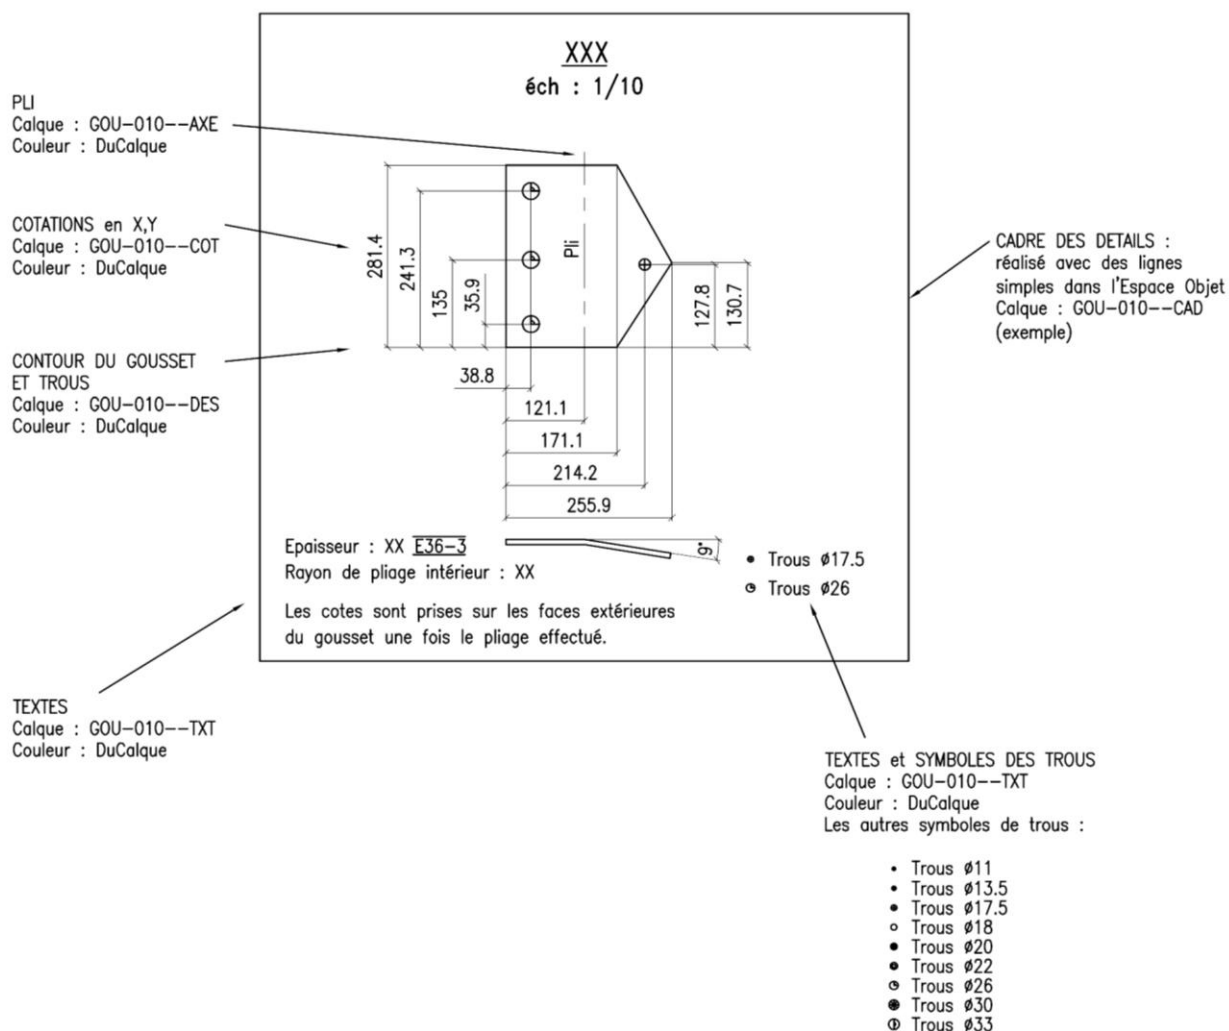 XXX
éch : 1/10
PLI
Calque : GOU-010--AXE
Couleur : DuCalque
COTATIONS en X,Y
Calque : GOU-010--COT
Couleur : DuCalque
CONTOUR DU GOUSSET
ET TROUS
Calque : GOU-010--DES
Couleur : DuCalque
281.4
241.3
135
35.9
Pli
127.8
130.7
38.8
121.1
171.1
214.2
255.9
CADRE DES DETAILS :
réalisé avec des lignes
simples dans l'Espace Objet
Calque : GOU-010--CAD
(exemple)
Epaisseur : XX E36-3
Rayon de pliage intérieur : XX
9°
Trous ø17.5
Trous ø26
Les cotes sont prises sur les faces extérieures
du gousset une fois le pliage effectué.
TEXTES
Calque : GOU-010--TXT
Couleur : DuCalque
TEXTES et SYMBOLES DES TROUS
Calque : GOU-010--TXT
Couleur : DuCalque
Les autres symboles de trous :
Trous ø11
Trous ø13.5
Trous ø17.5
Trous ø18
Trous ø20
Trous ø22
Trous ø26
Trous ø30
Trous ø33